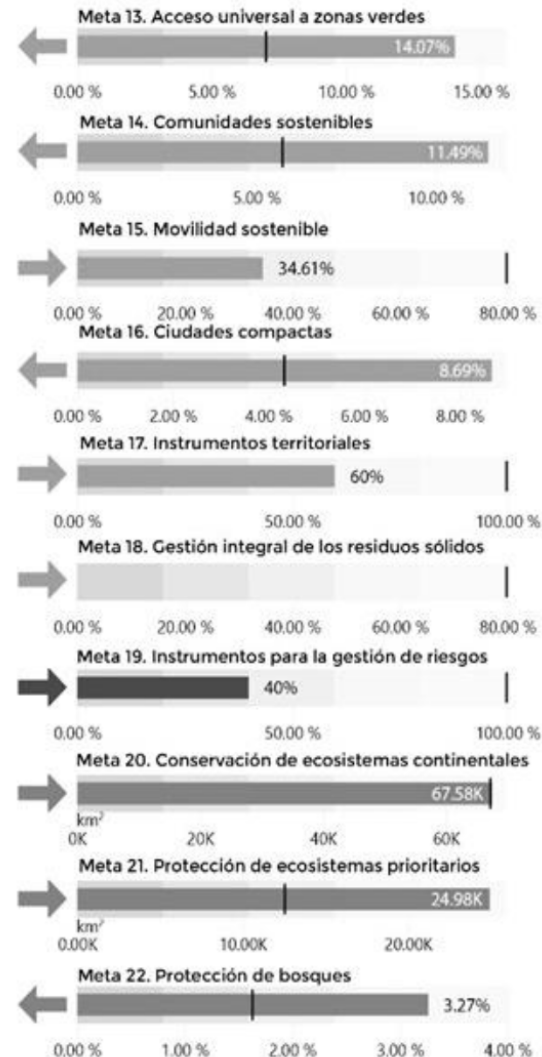 Meta 13. Acceso universal a zonas verdes
14.07%
0.00 % 5.00 % 10.00 % 15.00 %
Meta 14. Comunidades sostenibles
11.49%
0.00 % 5.00 % 10.00 %
Meta 15. Movilidad sostenible
34.61%
0.00 % 20.00 % 40.00 % 60.00 % 80.00 %
Meta 16. Ciudades compactas
8.69%
0.00 % 2.00 % 4.00 % 6.00 % 8.00 %
Meta 17. Instrumentos territoriales
60%
0.00 % 50.00 % 100.00 %
Meta 18. Gestión integral de los residuos sólidos
0.00 % 20.00 % 40.00 % 60.00 % 80.00 %
Meta 19. Instrumentos para la gestión de riesgos
40%
0.00 % 50.00 % 100.00 %
Meta 20. Conservación de ecosistemas continentales
67.58K
km²
0K 20K 40K 60K
Meta 21. Protección de ecosistemas prioritarios
24.98K
km²
0.00K 10.00K 20.00K
Meta 22. Protección de bosques
3.27%
0.00 % 1.00 % 2.00 % 3.00 % 4.00 %